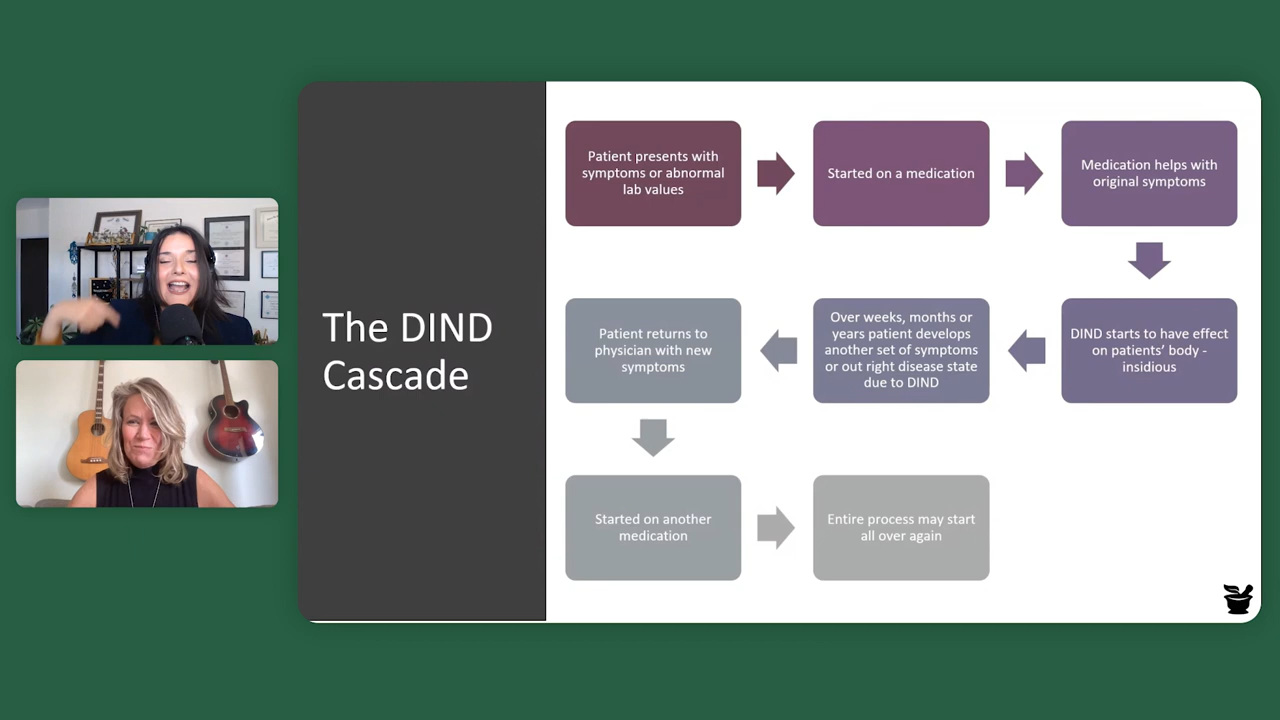 The DIND
Cascade
Patient presents with
symptoms or abnormal
lab values
Started on a medication
Medication helps with
original symptoms
DIND starts to have effect
on patients’ body -
insidious
Over weeks, months or
years patient develops
another set of symptoms
or out right disease state
due to DIND
Patient returns to
physician with new
symptoms
Started on another
medication
Entire process may start
all over again